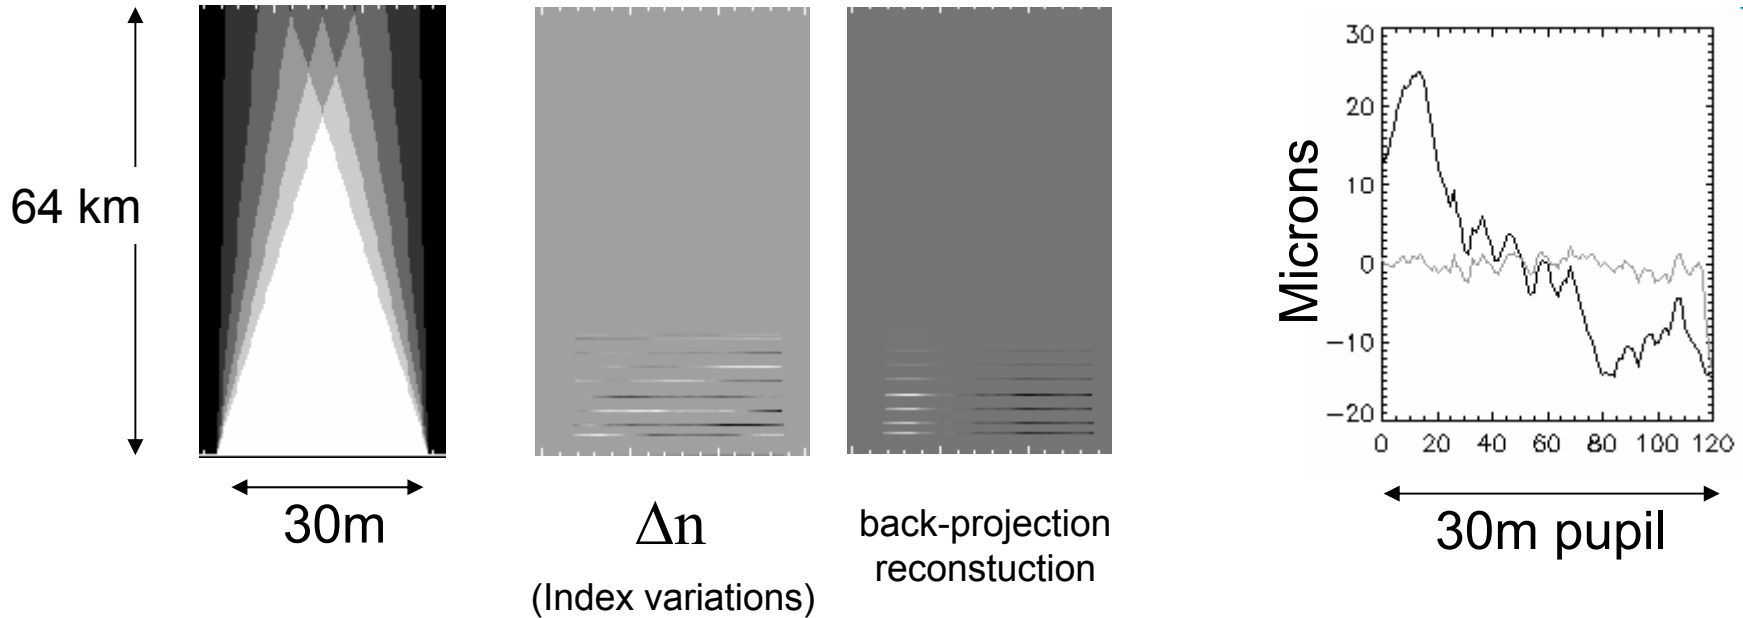 64 km
30m
Δn
(Index variations)
back-projection
reconstuction
Microns
30
20
10
0
−10
−20
0 20 40 60 80 100 120
30m pupil